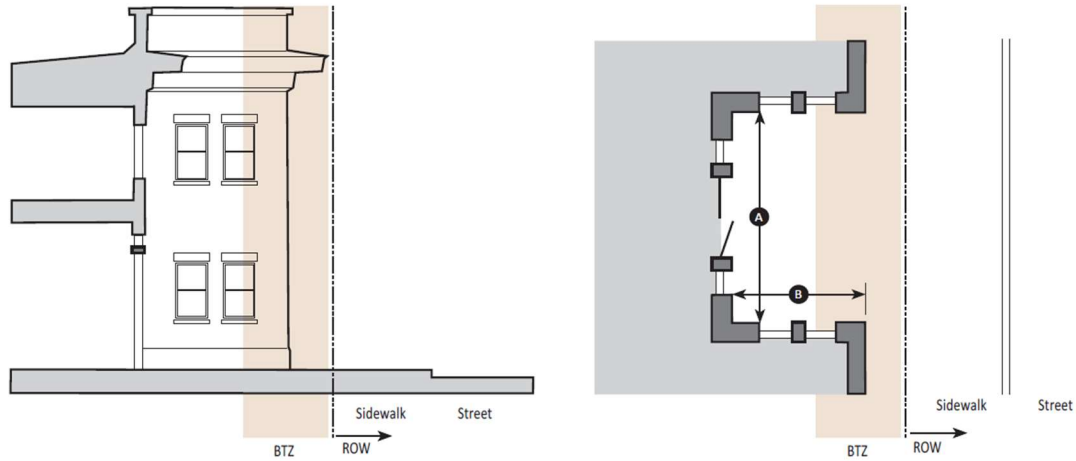 Sidewalk
Street
BTZ
ROW
A
B
Sidewalk
Street
BTZ
ROW